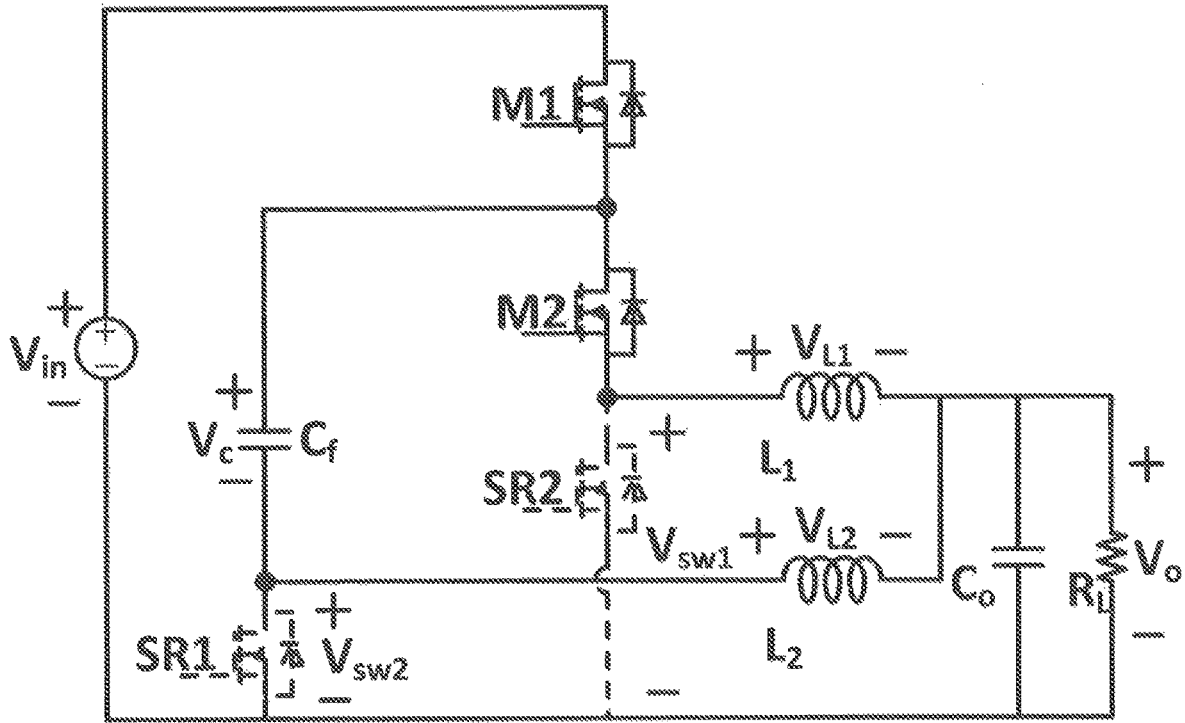 M1
M2
+
V_in
−
+
V_c
−
C_f
+
V_L1
−
L_1
SR2
+
V_sw1
−
+
V_L2
−
L_2
C_o
R_L
+
V_o
−
SR1
+
V_sw2
−